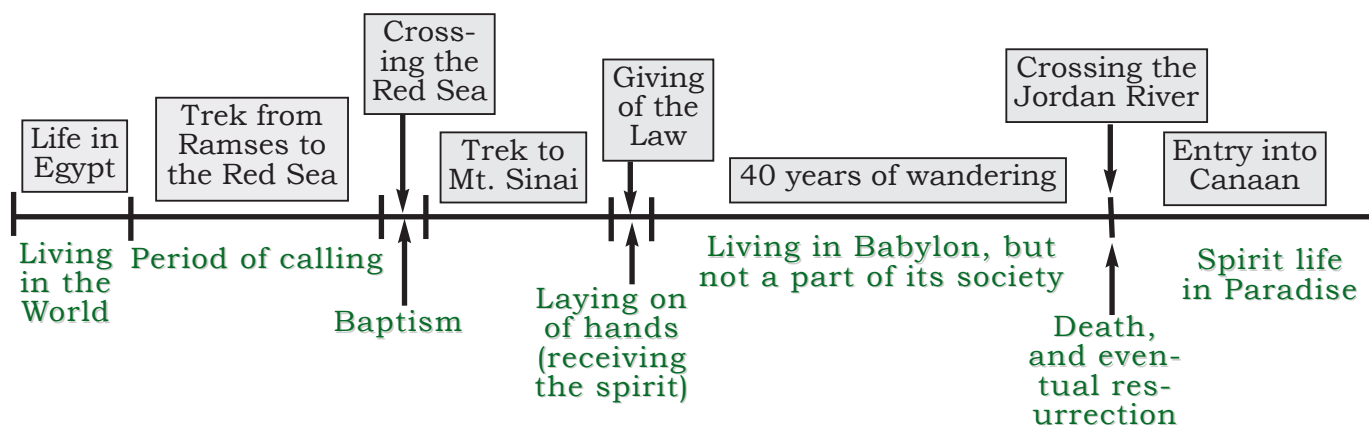 Life in
Egypt
Trek from
Ramses to
the Red Sea
Cross-
ing the
Red Sea
Trek to
Mt. Sinai
Giving
of the
Law
40 years of wandering
Crossing the
Jordan River
Entry into
Canaan
Living
in the
World
Period of calling
Baptism
Laying on
of hands
(receiving
the spirit)
Living in Babylon, but
not a part of its society
Death,
and even-
tual res-
urrection
Spirit life
in Paradise